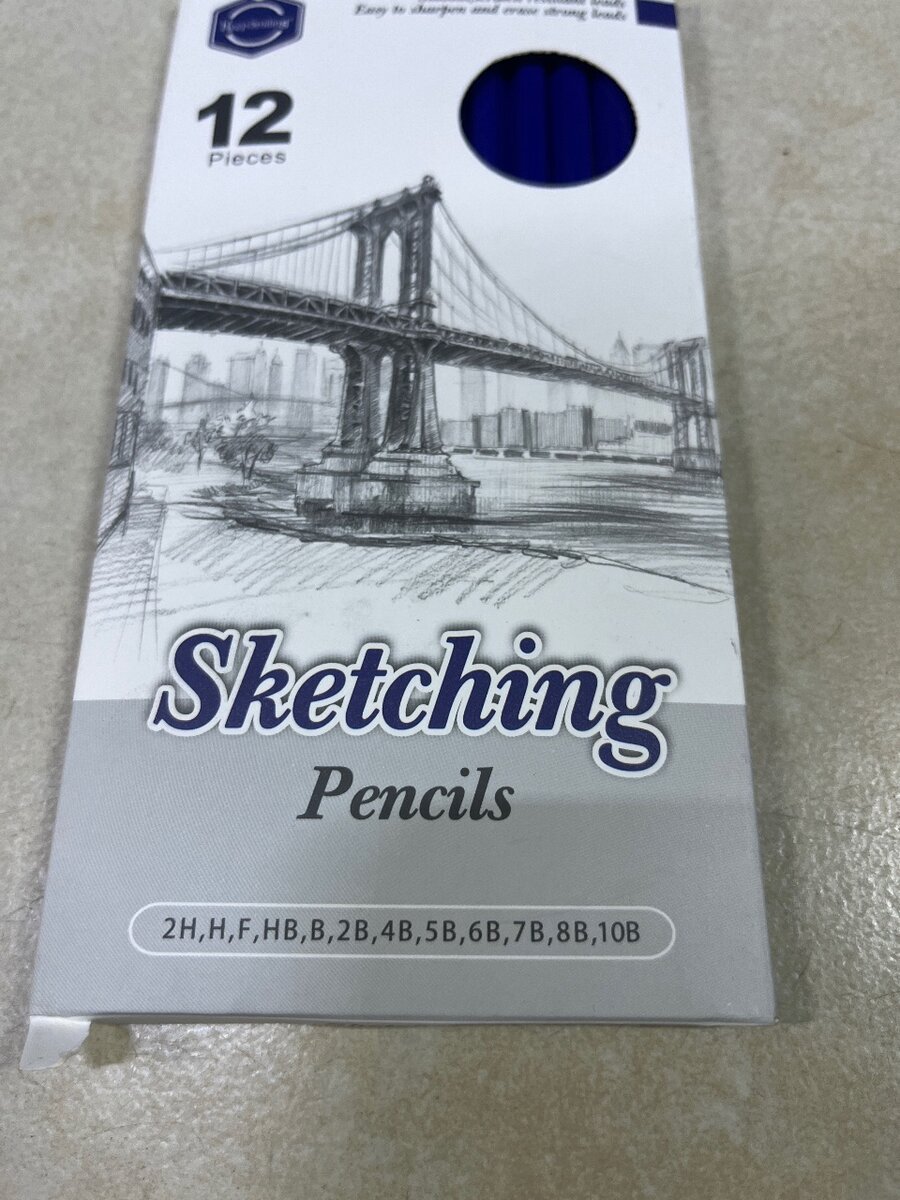 Easy to sharpen and erase strong leads
12
Pieces
Sketching
Pencils
2H,H,F,HB,B,2B,4B,5B,6B,7B,8B,10B